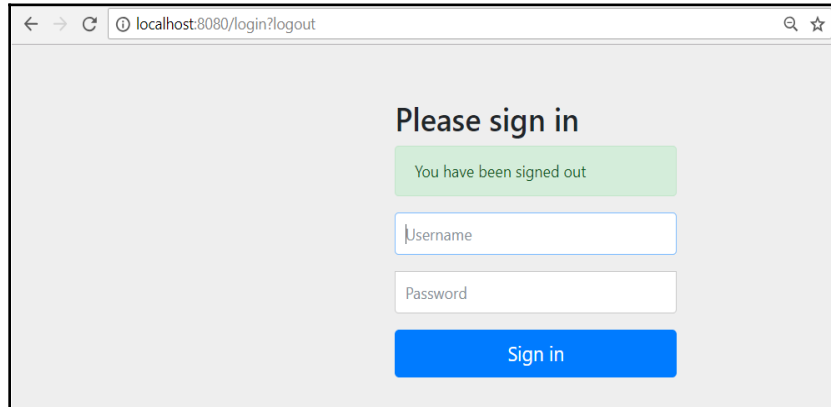 localhost:8080/login?logout
Please sign in
You have been signed out
Username
Password
Sign in